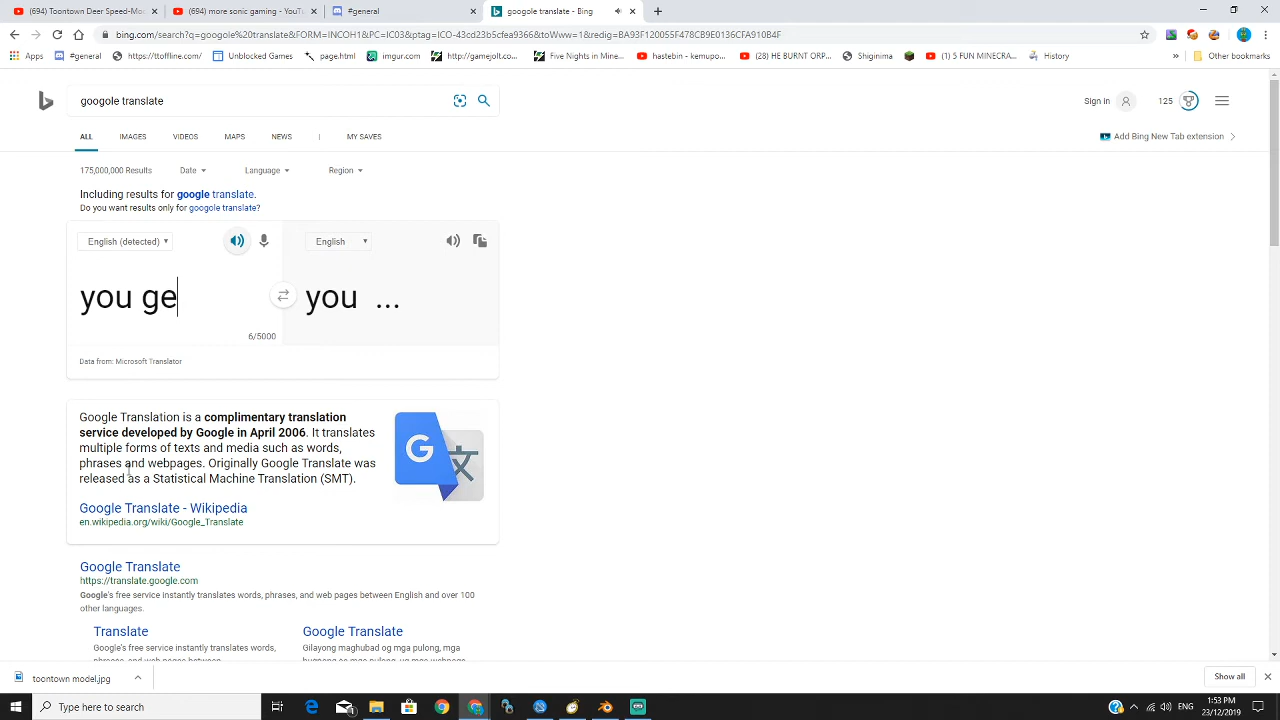 (694) Toontown Deer Speed-Mod
(694) more sonic gaming - YouTu
#general
googole translate - Bing
bing.com/search?q=googole%20translate&FORM=INCOH1&PC=IC03&ptag=ICO-43de23b5cfed3666&toWww=1&redig=BA93F120055F478CB9E0136CFA910B4F
Apps
#general
https://ttoffline.com/
Unblocked Games
+game.html
imgur.com
http://gamejolt.co...
Five Nights in Mine...
hastebin - kemupo...
(28) HE BURNT ORP...
Shiginima
(1) 5 FUN MINECRA...
History
»
Other bookmarks
googole translate
Sign in
125
ALL
IMAGES
VIDEOS
MAPS
NEWS
MY SAVES
Add Bing New Tab extension
175,000,000 Results
Date
Language
Region
Including results for google translate.
Do you want results only for googole translate?
English (detected)
English
you ge
you ...
6/5000
Data from: Microsoft Translator
Google Translation is a complimentary translation
service developed by Google in April 2006. It translates
multiple forms of texts and media such as words,
phrases and webpages. Originally Google Translate was
released as a Statistical Machine Translation (SMT).
Google Translate - Wikipedia
en.wikipedia.org/wiki/Google_Translate
Google Translate
https://translate.google.com
Google's free service instantly translates words, phrases, and web pages between English and over 100
other languages.
Translate
Google's free service instantly translates words,
Google Translate
Gilayong maghubad og mga pulong, mga
toontown model.jpg
Show all
Type here to search
ENG
1:53 PM
23/12/2019